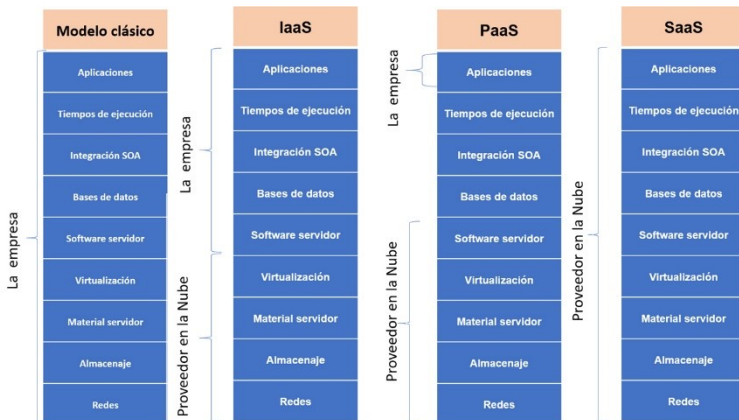 Modelo clásico
La empresa
Aplicaciones
Tiempos de ejecución
Integración SOA
Bases de datos
Software servidor
Virtualización
Material servidor
Almacenaje
Redes
IaaS
La empresa
Proveedor en la Nube
Aplicaciones
Tiempos de ejecución
Integración SOA
Bases de datos
Software servidor
Virtualización
Material servidor
Almacenaje
Redes
PaaS
La empresa
Proveedor en la Nube
Aplicaciones
Tiempos de ejecución
Integración SOA
Bases de datos
Software servidor
Virtualización
Material servidor
Almacenaje
Redes
SaaS
Proveedor en la Nube
Aplicaciones
Tiempos de ejecución
Integración SOA
Bases de datos
Software servidor
Virtualización
Material servidor
Almacenaje
Redes